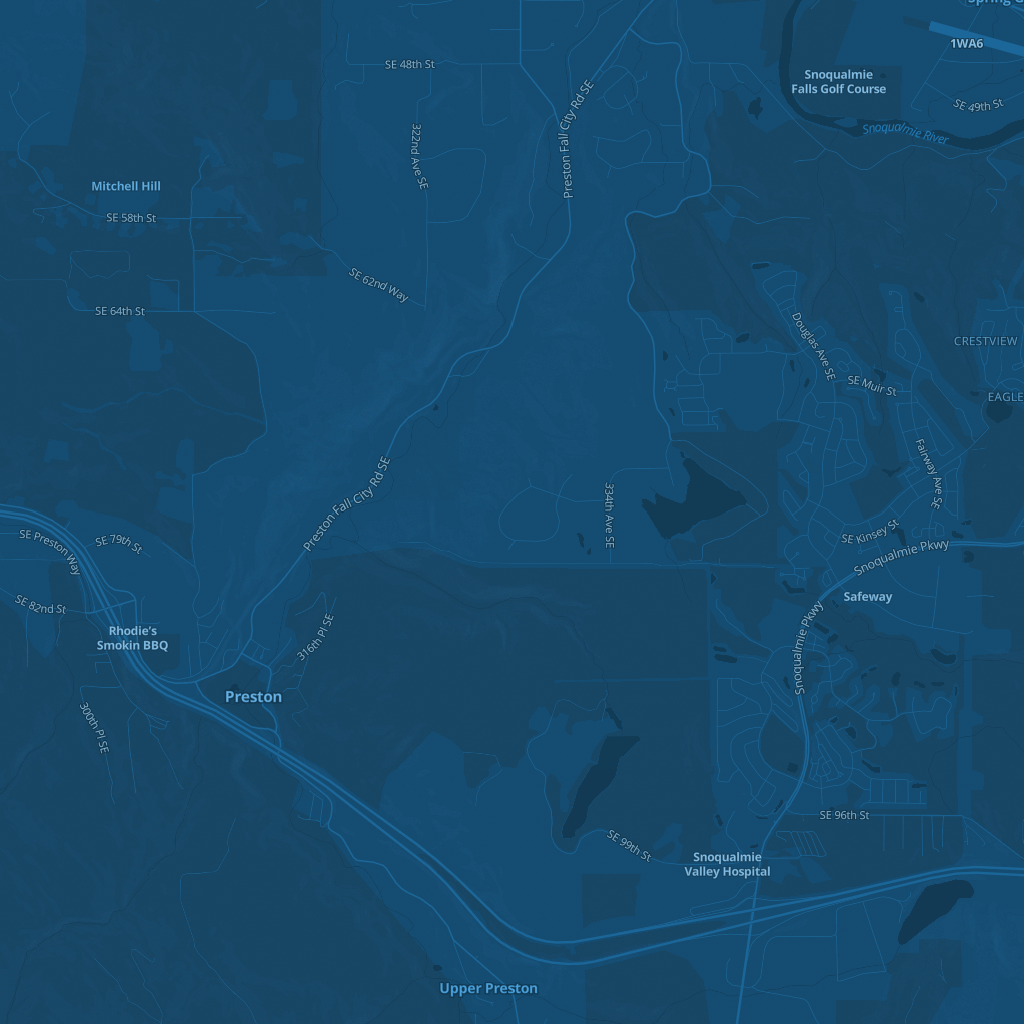 Spring G
1WA6
SE 48th St
Snoqualmie
Falls Golf Course
SE 49th St
Preston Fall City Rd SE
Snoqualmie River
322nd Ave SE
Mitchell Hill
SE 58th St
SE 62nd Way
SE 64th St
Douglas Ave SE
CRESTVIEW
SE Muir St
EAGLE
Fairway Ave SE
Preston Fall City Rd SE
334th Ave SE
SE Preston Way
SE 79th St
SE Kinsey St
Snoqualmie Pkwy
SE 82nd St
Safeway
Rhodie's
Smokin BBQ
316th Pl SE
Snoqualmie Pkwy
Preston
300th Pl SE
SE 96th St
SE 99th St
Snoqualmie
Valley Hospital
Upper Preston